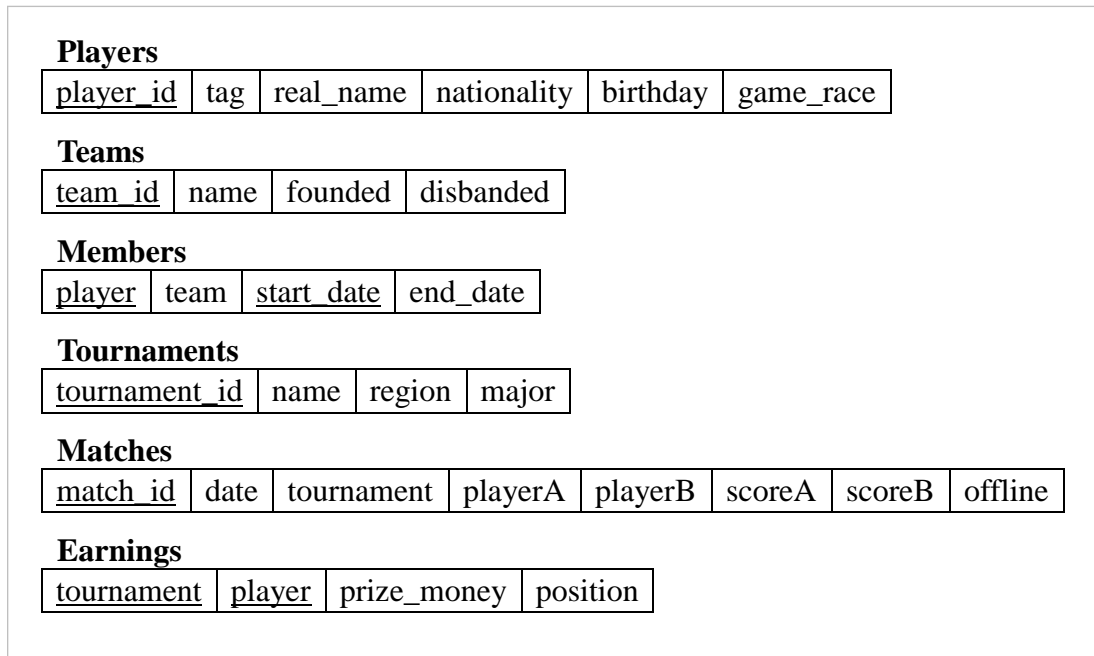 Players
player_id tag real_name nationality birthday game_race
Teams
team_id name founded disbanded
Members
player team start_date end_date
Tournaments
tournament_id name region major
Matches
match_id date tournament playerA playerB scoreA scoreB offline
Earnings
tournament player prize_money position